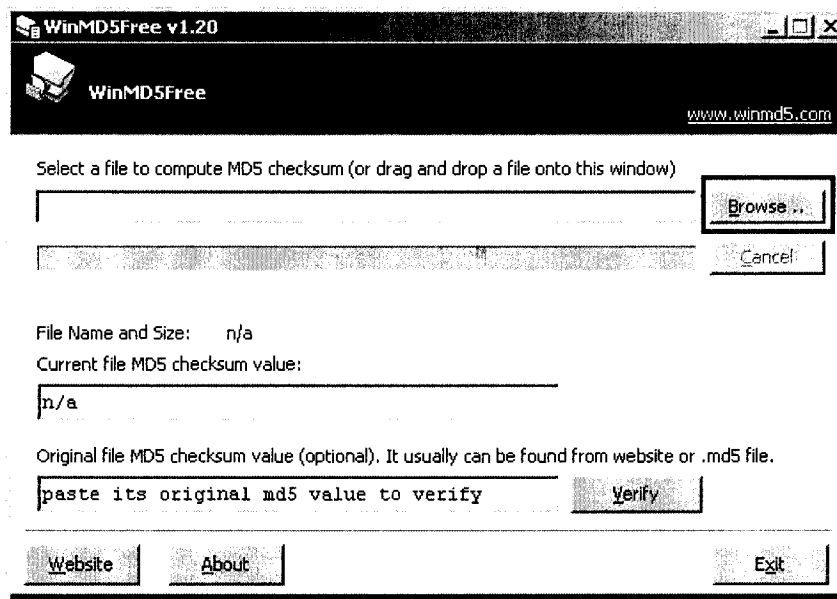 WinMD5Free v1.20
WinMD5Free
www.winmd5.com
Select a file to compute MD5 checksum (or drag and drop a file onto this window)
Browse ..
Cancel
File Name and Size: n/a
Current file MD5 checksum value:
n/a
Original file MD5 checksum value (optional). It usually can be found from website or .md5 file.
paste its original md5 value to verify
Verify
Website About Exit